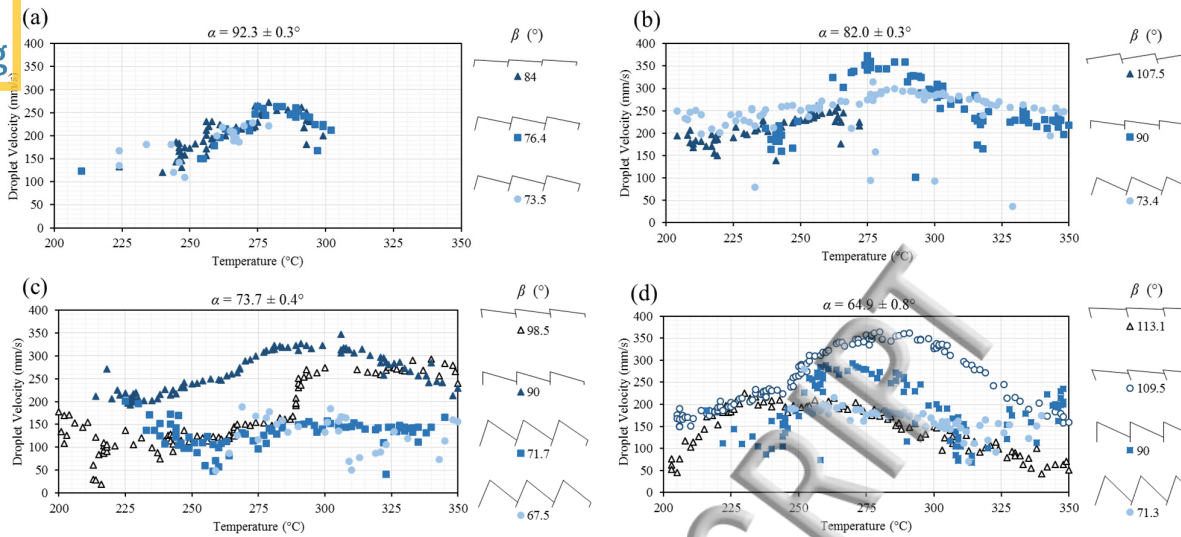 g
(a)
α = 92.3 ± 0.3°
β (°)
Droplet Velocity (mm/s)
400
350
300
250
200
150
100
50
0
200 225 250 275 300 325 350
Temperature (°C)
84
76.4
73.5
(b)
α = 82.0 ± 0.3°
β (°)
Droplet Velocity (mm/s)
400
350
300
250
200
150
100
50
0
200 225 250 275 300 325 350
Temperature (°C)
107.5
90
73.4
(c)
α = 73.7 ± 0.4°
β (°)
Droplet Velocity (mm/s)
400
350
300
250
200
150
100
50
0
200 225 250 275 300 325 350
Temperature (°C)
98.5
90
71.7
67.5
(d)
α = 64.9 ± 0.8°
β (°)
Droplet Velocity (mm/s)
400
350
300
250
200
150
100
50
0
200 225 250 275 300 325 350
Temperature (°C)
113.1
109.5
90
71.3
CRIPT